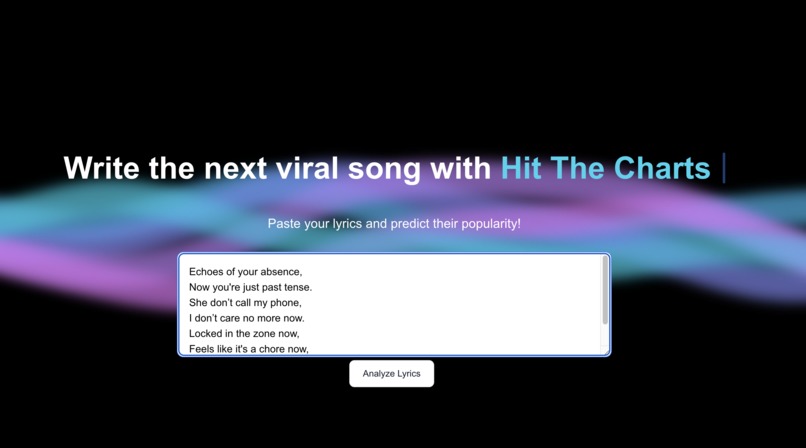 Write the next viral song with Hit The Charts
Paste your lyrics and predict their popularity!
Echoes of your absence,
Now you're just past tense.
She don’t call my phone,
I don’t care no more now.
Locked in the zone now,
Feels like it's a chore now,
Analyze Lyrics